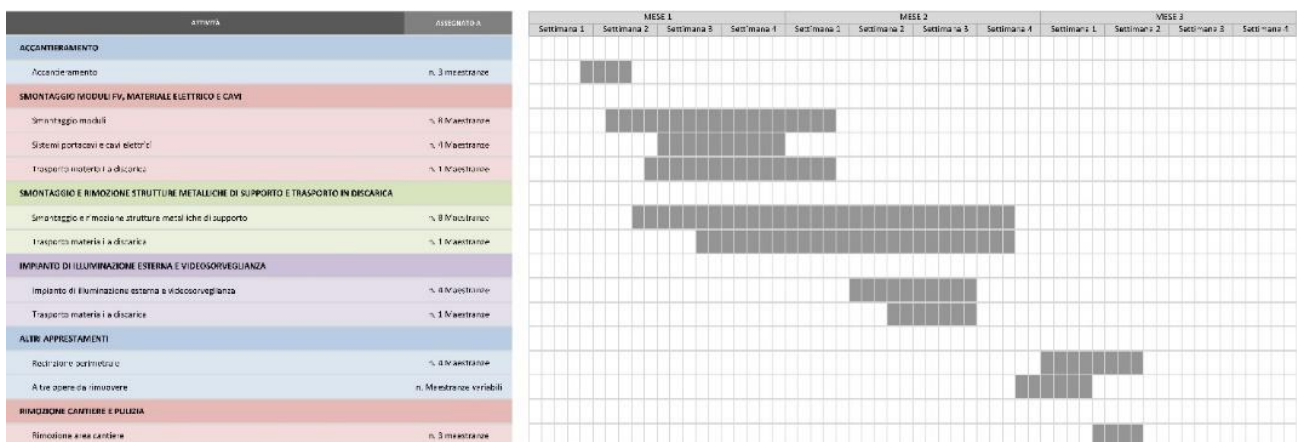 ATTIVITÀ ASSEGNATO A
MESE 1 MESE 2 MESE 3
Settimana 1 Settimana 2 Settimana 3 Settimana 4 Settimana 1 Settimana 2 Settimana 3 Settimana 4 Settimana 1 Settimana 2 Settimana 3 Settimana 4
ACCANTIERAMENTO
Accantieramento n. 3 maestranze
SMONTAGGIO MODULI FV, MATERIALE ELETTRICO E CAVI
Smontaggio moduli n. 8 Maestranze
Sistemi portacavi e cavi elettrici n. 4 Maestranze
Trasporto materiali a discarica n. 1 Maestranze
SMONTAGGIO E RIMOZIONE STRUTTURE METALLICHE DI SUPPORTO E TRASPORTO IN DISCARICA
Smontaggio e rimozione strutture metalliche di supporto n. 8 Maestranze
Trasporto materiali a discarica n. 1 Maestranze
IMPIANTO DI ILLUMINAZIONE ESTERNA E VIDEOSORVEGLIANZA
Impianto di illuminazione esterna e videosorveglianza n. 4 Maestranze
Trasporto materiali a discarica n. 1 Maestranze
ALTRI APPRESTAMENTI
Recinzione perimetrale n. 4 Maestranze
Altre opere da rimuovere n. Maestranze variabili
RIMOZIONE CANTIERE E PULIZIA
Rimozione area cantiere n. 3 maestranze